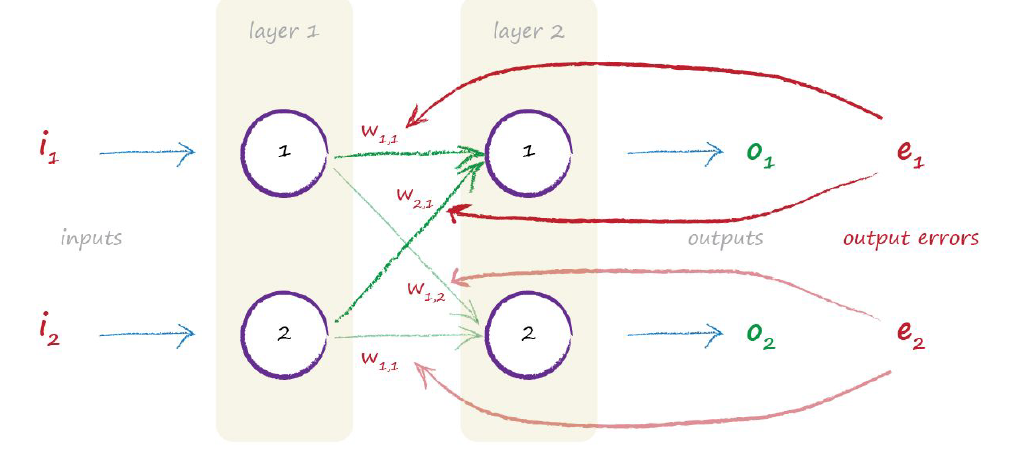 layer 1
layer 2
w1,1
i1
1
1
o1
e1
w2,1
inputs
outputs
output errors
w1,2
i2
2
2
o2
e2
w1,1